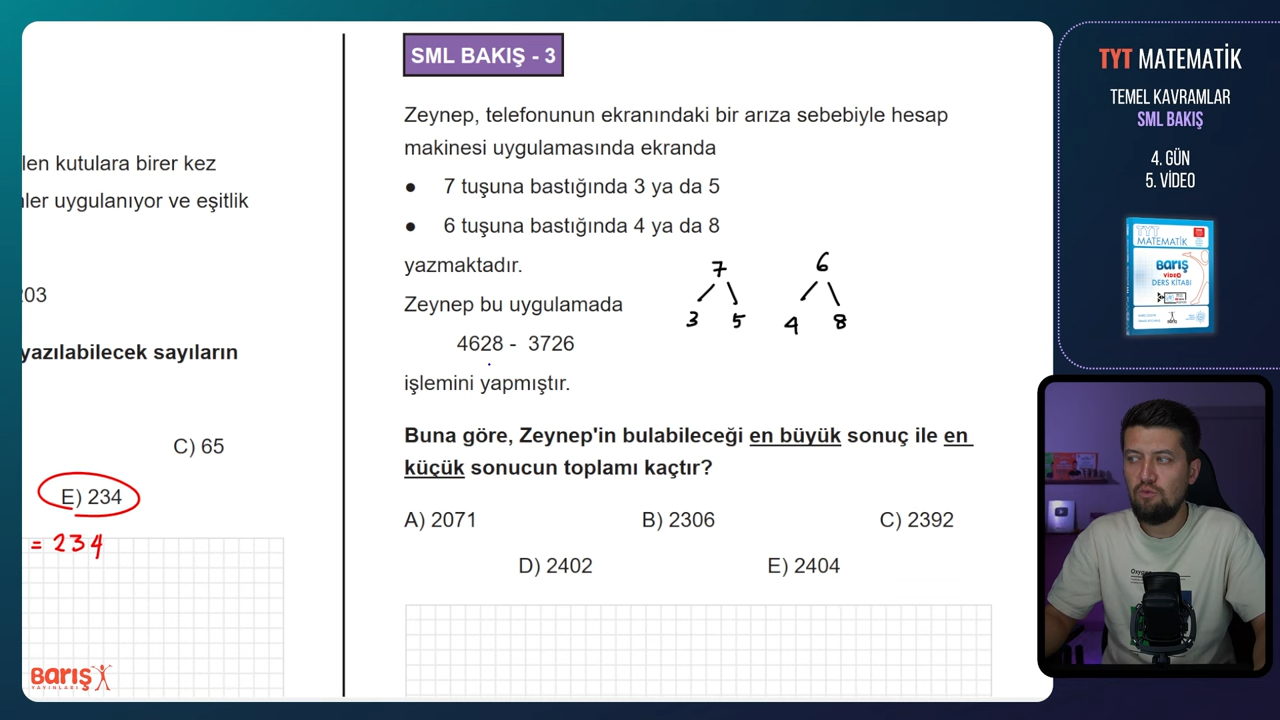 len kutulara birer kez
ler uygulanıyor ve eşitlik
203
yazılabilecek sayıların
C) 65
E) 234
= 234
BARIŞ
YAYINLARI
SML BAKIŞ - 3
Zeynep, telefonunun ekranındaki bir arıza sebebiyle hesap
makinesi uygulamasında ekranda
● 7 tuşuna bastığında 3 ya da 5
● 6 tuşuna bastığında 4 ya da 8
yazmaktadır.
Zeynep bu uygulamada
4628 - 3726
işlemini yapmıştır.
7 6
3 5 4 8
Buna göre, Zeynep'in bulabileceği en büyük sonuç ile en
küçük sonucun toplamı kaçtır?
A) 2071 B) 2306 C) 2392
D) 2402 E) 2404
TYT MATEMATİK
TEMEL KAVRAMLAR
SML BAKIŞ
4. GÜN
5. VİDEO
TYT
MATEMATİK
BARIŞ
VİDEO
DERS KİTABI